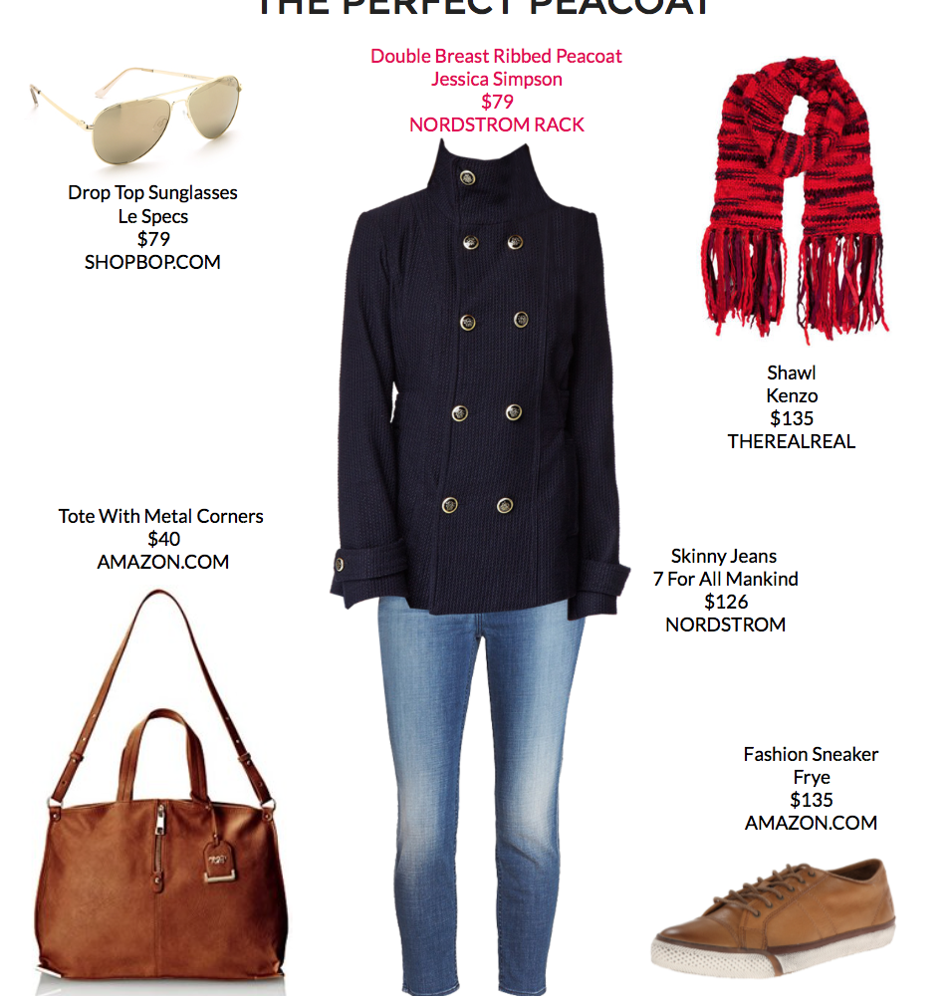 THE PERFECT PEACOAT
Double Breast Ribbed Peacoat
Jessica Simpson
$79
NORDSTROM RACK
Drop Top Sunglasses
Le Specs
$79
SHOPBOP.COM
Shawl
Kenzo
$135
THEREALREAL
Tote With Metal Corners
$40
AMAZON.COM
Skinny Jeans
7 For All Mankind
$126
NORDSTROM
Fashion Sneaker
Frye
$135
AMAZON.COM